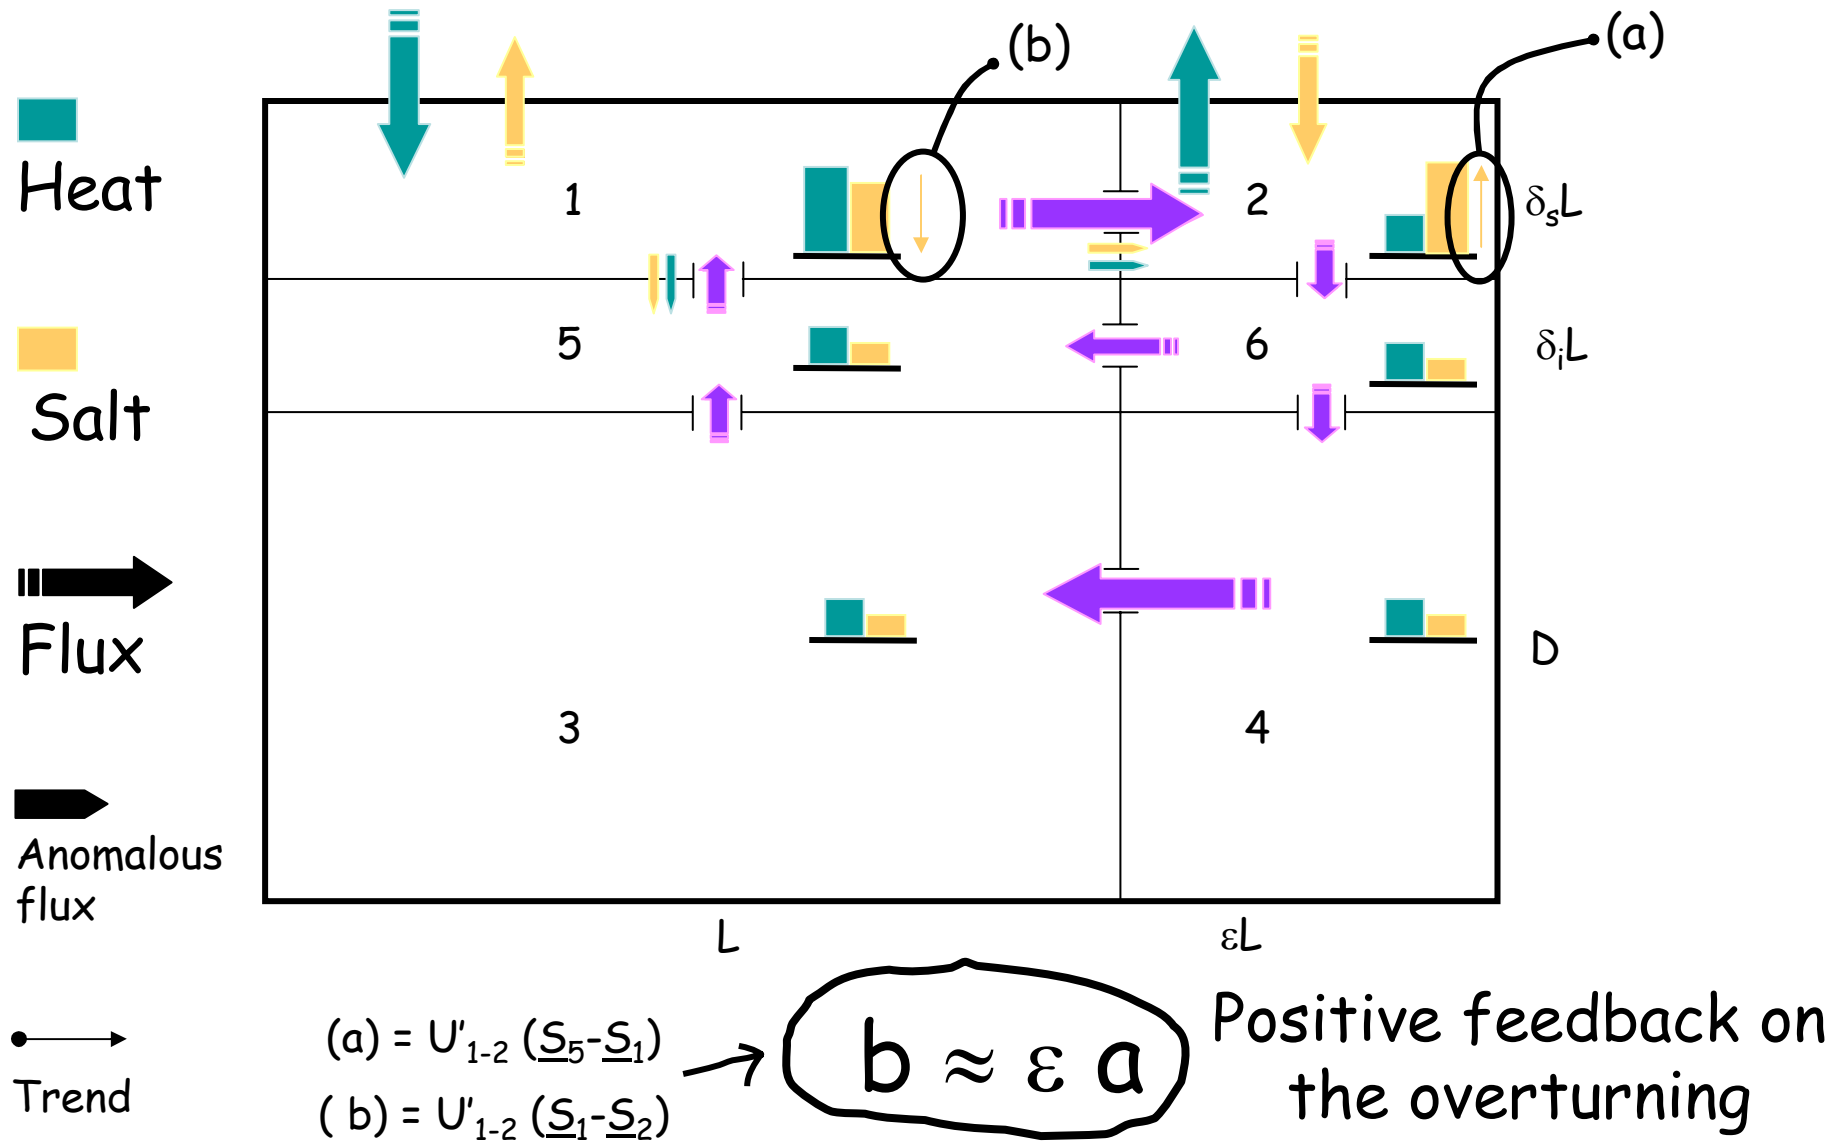 (b)
(a)
Heat
1
2
δsL
5
6
δiL
Salt
Flux
D
3
4
Anomalous
flux
L
εL
(a) = U'1-2 (S5-S1)
( b) = U'1-2 (S1-S2)
b ≈ ε a
Positive feedback on
the overturning
Trend